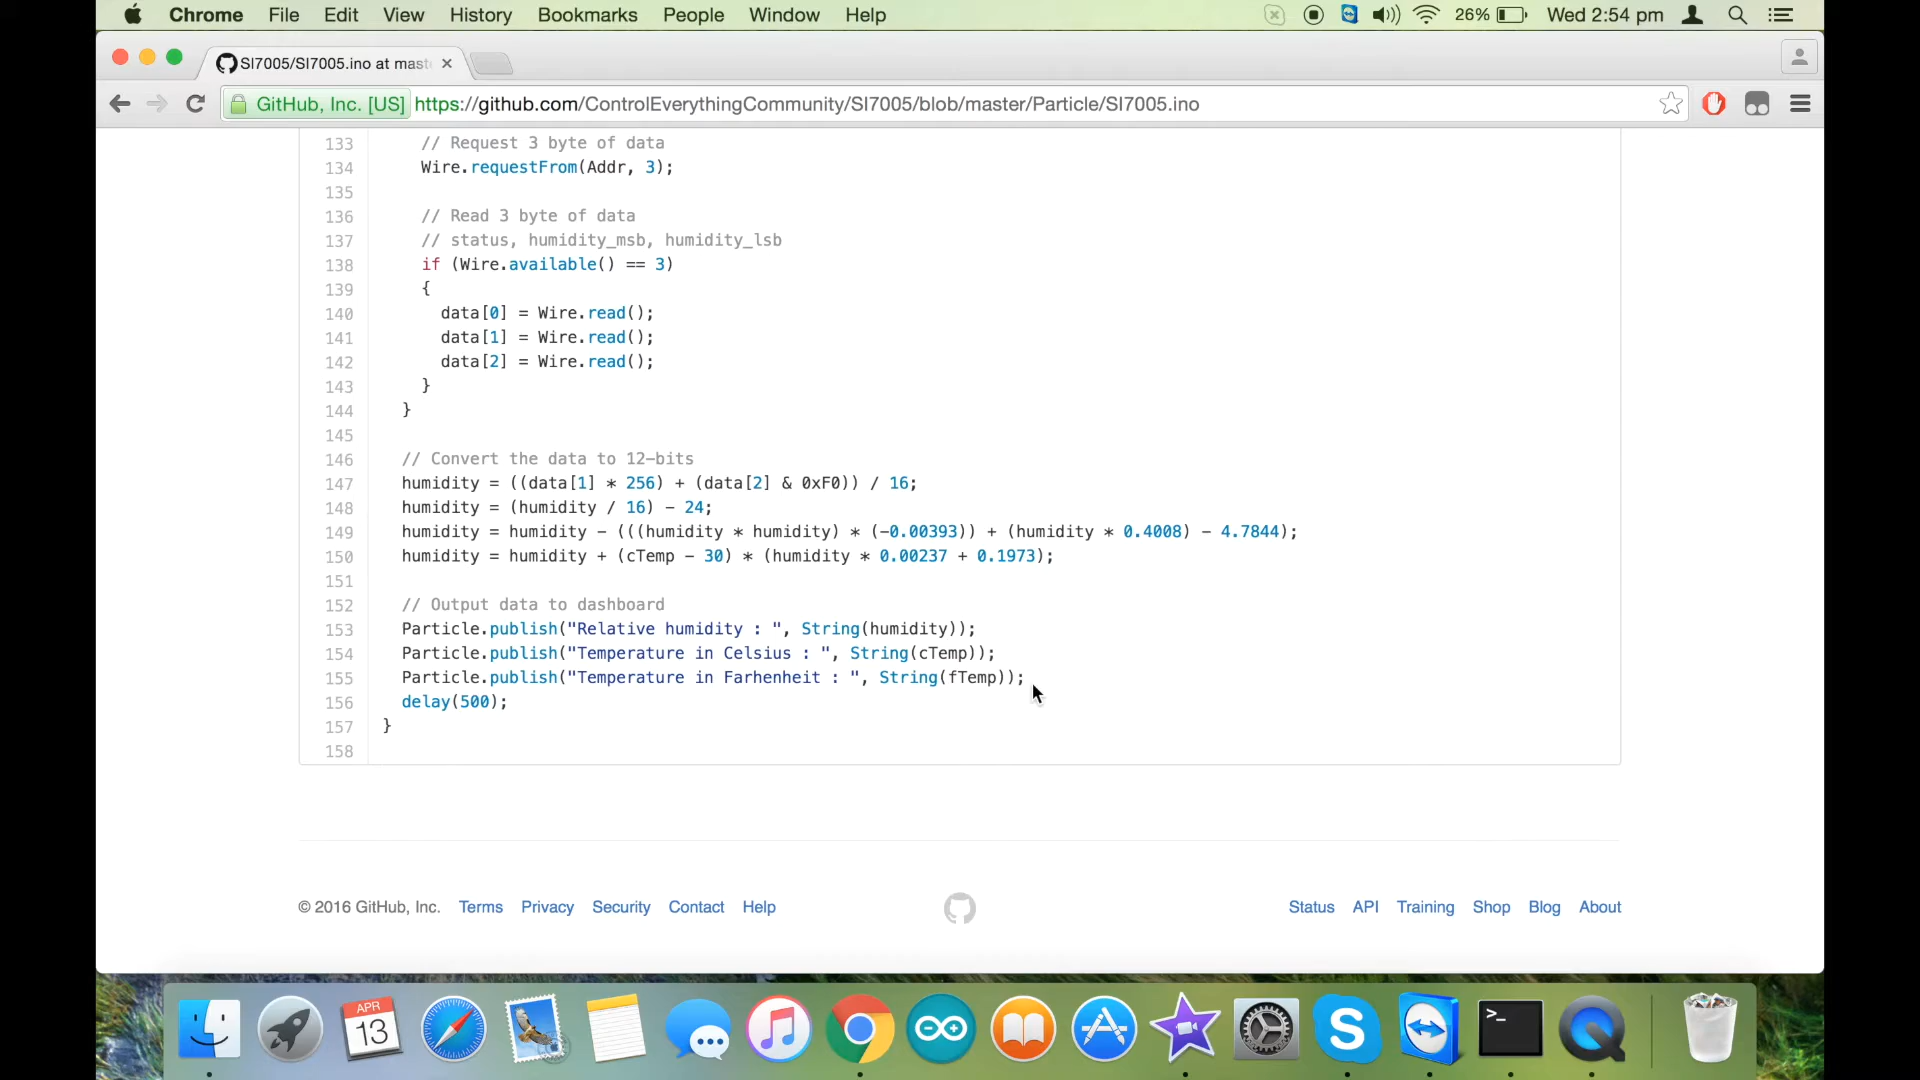 Chrome File Edit View History Bookmarks People Window Help 26% Wed 2:54 pm
SI7005/SI7005.ino at mast
GitHub, Inc. [US] https://github.com/ControlEverythingCommunity/SI7005/blob/master/Particle/SI7005.ino
133 // Request 3 byte of data
134 Wire.requestFrom(Addr, 3);
135
136 // Read 3 byte of data
137 // status, humidity_msb, humidity_lsb
138 if (Wire.available() == 3)
139 {
140 data[0] = Wire.read();
141 data[1] = Wire.read();
142 data[2] = Wire.read();
143 }
144 }
145
146 // Convert the data to 12-bits
147 humidity = ((data[1] * 256) + (data[2] & 0xF0)) / 16;
148 humidity = (humidity / 16) - 24;
149 humidity = humidity - (((humidity * humidity) * (-0.00393)) + (humidity * 0.4008) - 4.7844);
150 humidity = humidity + (cTemp - 30) * (humidity * 0.00237 + 0.1973);
151
152 // Output data to dashboard
153 Particle.publish("Relative humidity : ", String(humidity));
154 Particle.publish("Temperature in Celsius : ", String(cTemp));
155 Particle.publish("Temperature in Farhenheit : ", String(fTemp));
156 delay(500);
157 }
158
© 2016 GitHub, Inc. Terms Privacy Security Contact Help Status API Training Shop Blog About
APR
13
>_